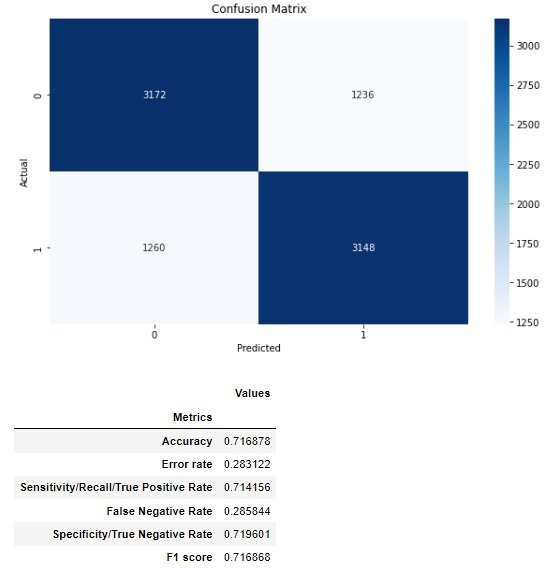 Confusion Matrix
0
3172
1236
Actual
1
1260
3148
0
1
Predicted
3000
2750
2500
2250
2000
1750
1500
1250
Values
Metrics
Accuracy 0.716878
Error rate 0.283122
Sensitivity/Recall/True Positive Rate 0.714156
False Negative Rate 0.285844
Specificity/True Negative Rate 0.719601
F1 score 0.716868